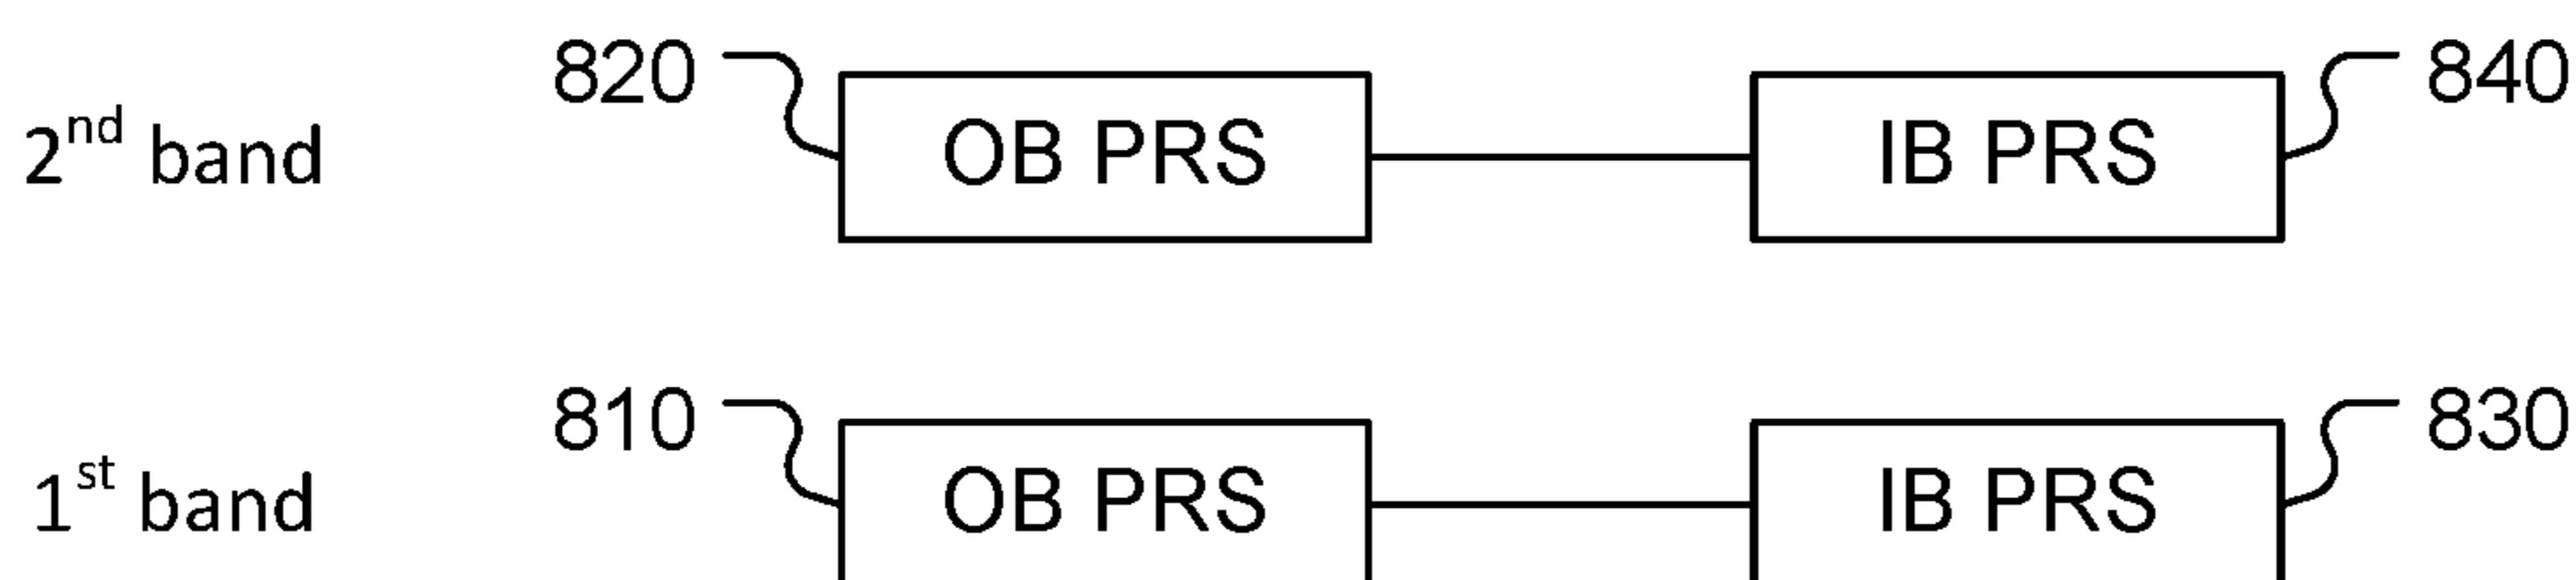 820 840
2nd band OB PRS IB PRS
810 830
1st band OB PRS IB PRS